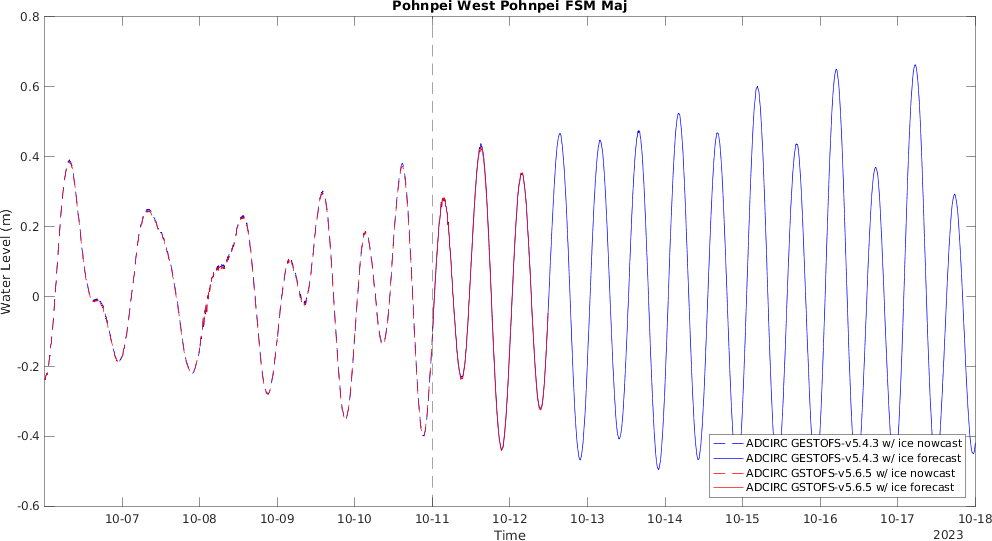 Pohnpei West Pohnpei FSM Maj
0.8
0.6
0.4
0.2
0
-0.2
-0.4
-0.6
Water Level (m)
ADCIRC GESTOFS-v5.4.3 w/ ice nowcast
ADCIRC GESTOFS-v5.4.3 w/ ice forecast
ADCIRC GSTOFS-v5.6.5 w/ ice nowcast
ADCIRC GSTOFS-v5.6.5 w/ ice forecast
10-07 10-08 10-09 10-10 10-11 10-12 10-13 10-14 10-15 10-16 10-17 10-18
Time
2023